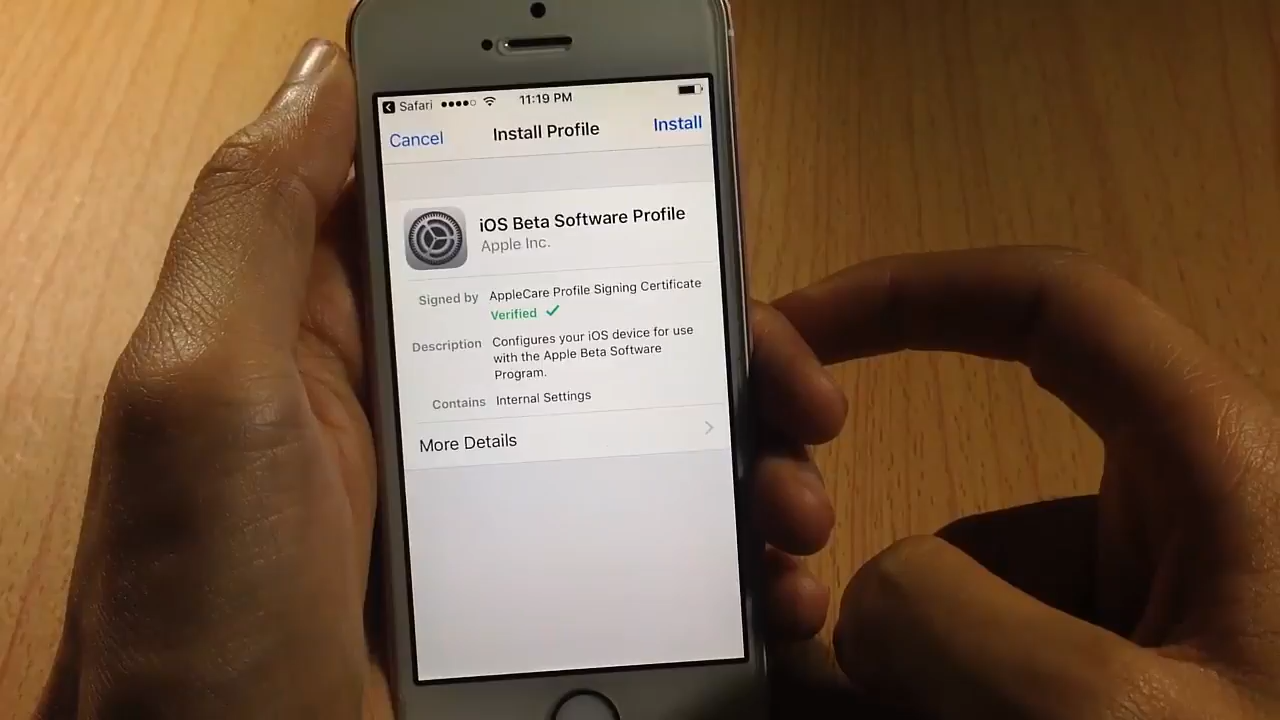 Safari 11:19 PM
Cancel Install Profile Install
iOS Beta Software Profile
Apple Inc.
Signed by AppleCare Profile Signing Certificate
Verified ✓
Description Configures your iOS device for use
with the Apple Beta Software
Program.
Contains Internal Settings
More Details